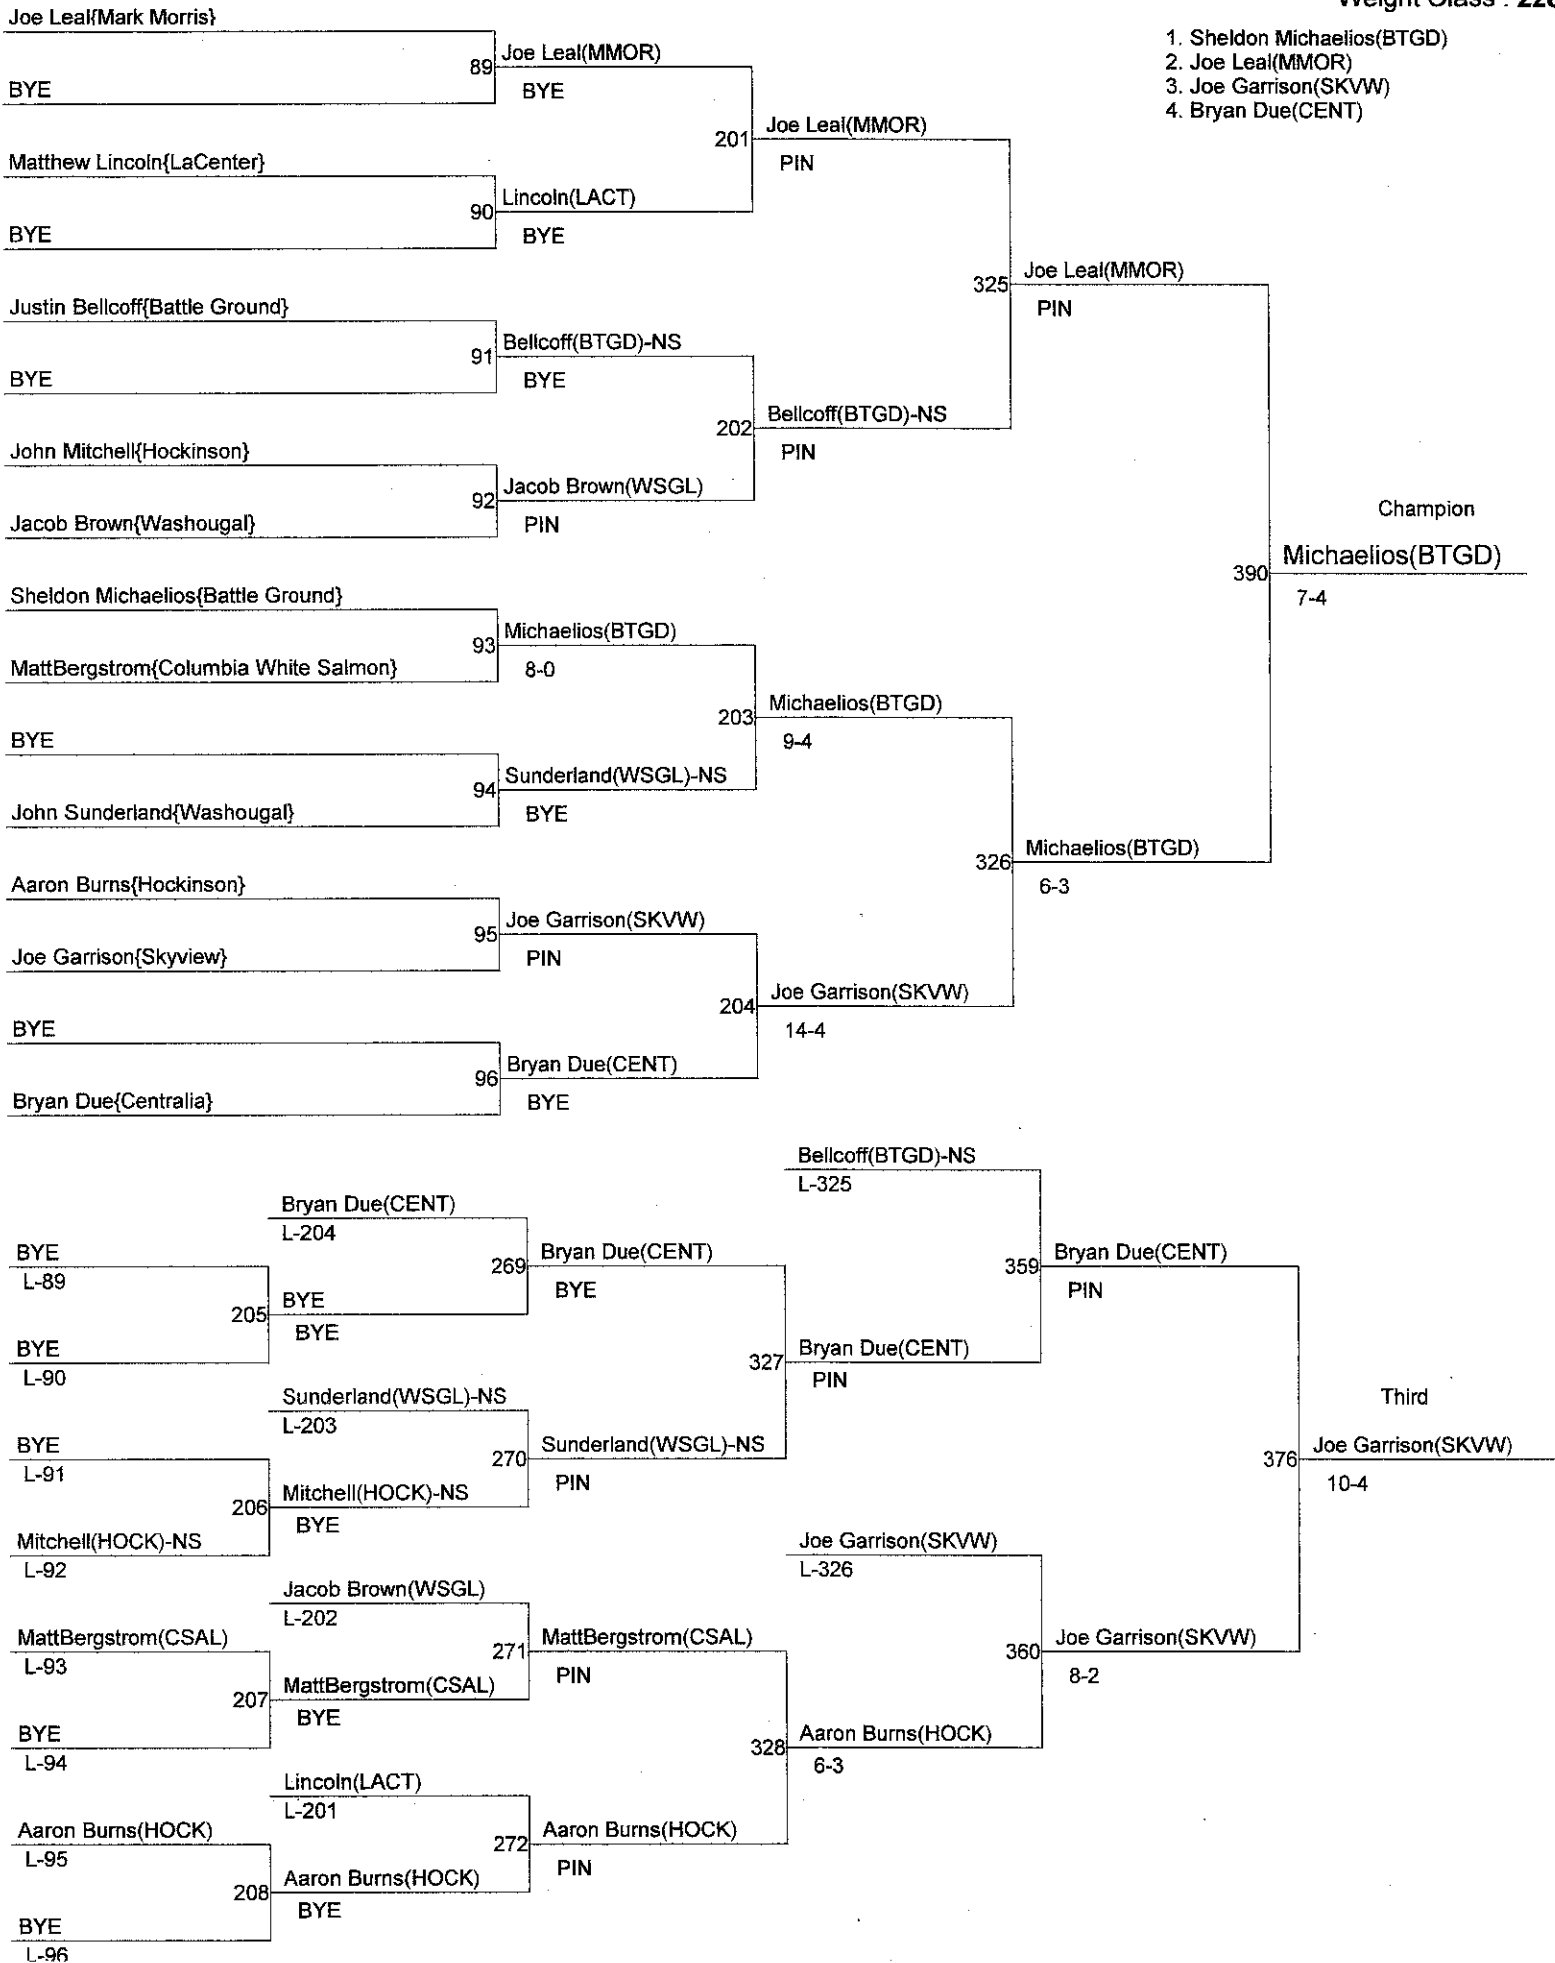 Weight Class :
1. Sheldon Michaelios(BTGD)
2. Joe Leal(MMOR)
3. Joe Garrison(SKVW)
4. Bryan Due(CENT)
Joe Leal{Mark Morris}
89 Joe Leal(MMOR)
BYE
BYE
201 Joe Leal(MMOR)
PIN
Matthew Lincoln{LaCenter}
90 Lincoln(LACT)
BYE
BYE
325 Joe Leal(MMOR)
PIN
Justin Bellcoff{Battle Ground}
91 Bellcoff(BTGD)-NS
BYE
BYE
202 Bellcoff(BTGD)-NS
PIN
John Mitchell{Hockinson}
92 Jacob Brown(WSGL)
PIN
Jacob Brown{Washougal}
Champion
390 Michaelios(BTGD)
7-4
Sheldon Michaelios{Battle Ground}
93 Michaelios(BTGD)
8-0
MattBergstrom{Columbia White Salmon}
203 Michaelios(BTGD)
9-4
BYE
94 Sunderland(WSGL)-NS
BYE
John Sunderland{Washougal}
326 Michaelios(BTGD)
6-3
Aaron Burns{Hockinson}
95 Joe Garrison(SKVW)
PIN
Joe Garrison{Skyview}
204 Joe Garrison(SKVW)
14-4
BYE
96 Bryan Due(CENT)
BYE
Bryan Due{Centralia}
Bellcoff(BTGD)-NS
L-325
Bryan Due(CENT)
L-204
BYE
L-89
269 Bryan Due(CENT)
BYE
359 Bryan Due(CENT)
PIN
205 BYE
BYE
BYE
L-90
327 Bryan Due(CENT)
PIN
Sunderland(WSGL)-NS
L-203
Third
BYE
L-91
270 Sunderland(WSGL)-NS
PIN
376 Joe Garrison(SKVW)
10-4
206 Mitchell(HOCK)-NS
BYE
Mitchell(HOCK)-NS
L-92
Joe Garrison(SKVW)
L-326
Jacob Brown(WSGL)
L-202
MattBergstrom(CSAL)
L-93
271 MattBergstrom(CSAL)
PIN
360 Joe Garrison(SKVW)
8-2
207 MattBergstrom(CSAL)
BYE
BYE
L-94
328 Aaron Burns(HOCK)
6-3
Lincoln(LACT)
L-201
Aaron Burns(HOCK)
L-95
272 Aaron Burns(HOCK)
PIN
208 Aaron Burns(HOCK)
BYE
BYE
L-96